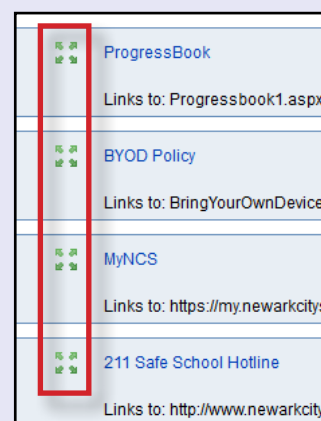 ProgressBook
Links to: Progressbook1.aspx
BYOD Policy
Links to: BringYourOwnDevice
MyNCS
Links to: https://my.newarkcitys
211 Safe School Hotline
Links to: http://www.newarkcity